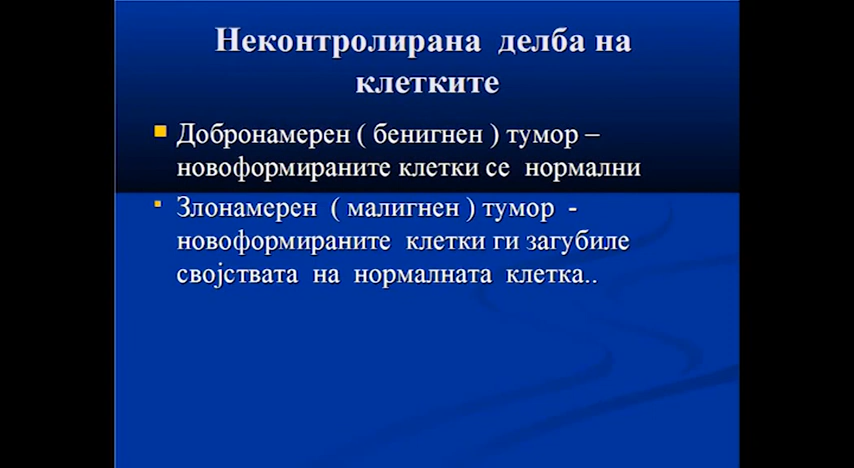 Неконтролирана делба на
клетките
Добронамерен ( бенигнен ) тумор –
новоформираните клетки се нормални
Злонамерен ( малигнен ) тумор -
новоформираните клетки ги загубиле
својствата на нормалната клетка..